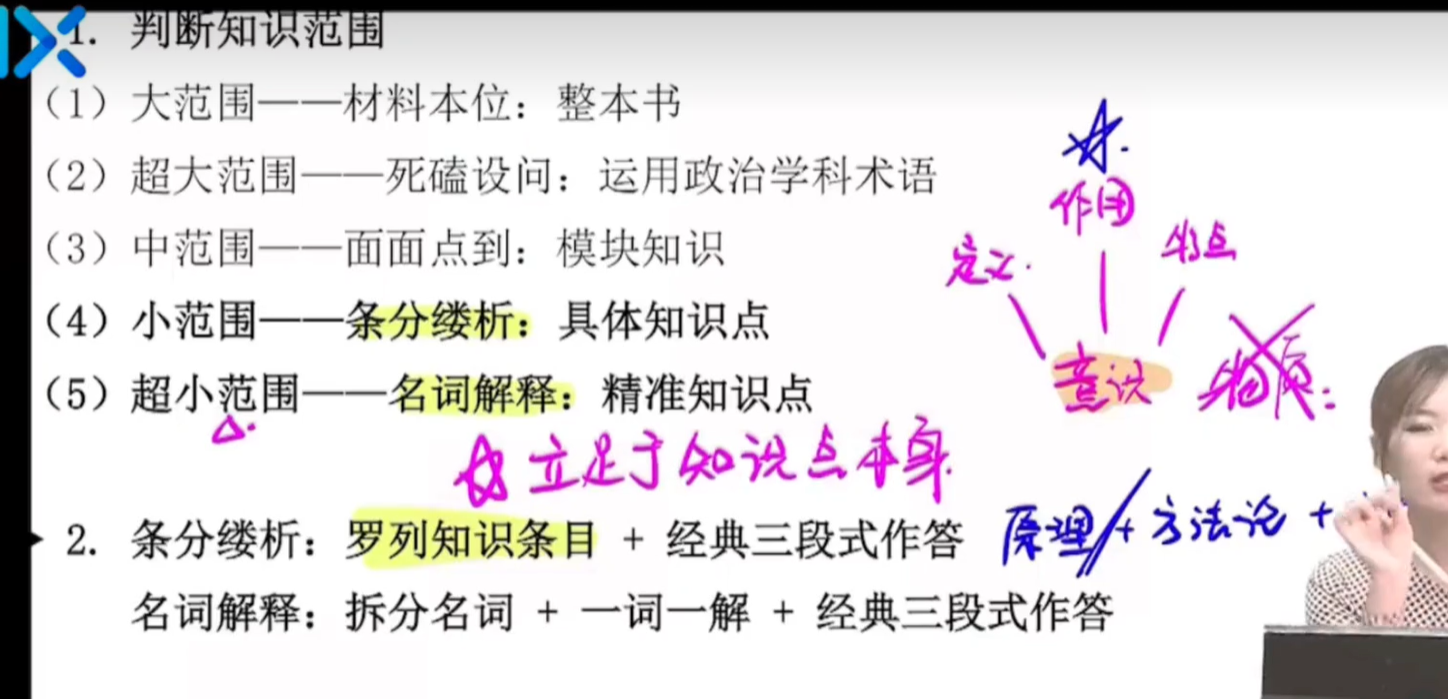 1. 判断知识范围
（1）大范围——材料本位：整本书
（2）超大范围——死磕设问：运用政治学科术语
（3）中范围——面面点到：模块知识
（4）小范围——条分缕析：具体知识点
（5）超小范围——名词解释：精准知识点
作用
定义
特点
意识
物质
立足于知识点本身
2. 条分缕析：罗列知识条目 + 经典三段式作答
原理 + 方法论 +
名词解释：拆分名词 + 一词一解 + 经典三段式作答